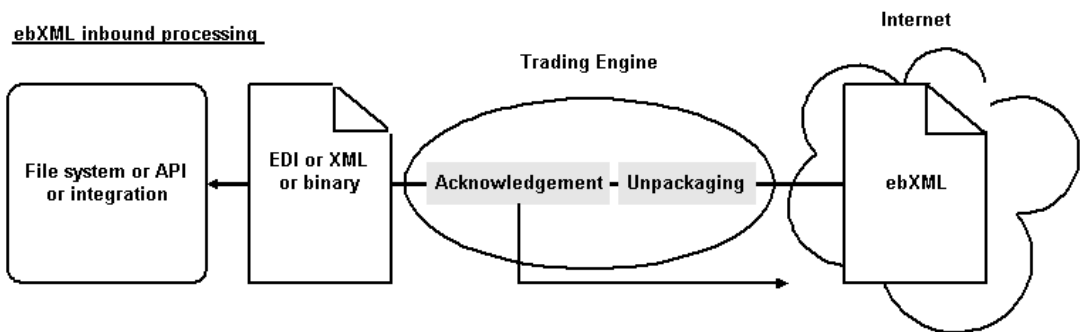 ebXML inbound processing
Internet
Trading Engine
File system or API
or integration
EDI or XML
or binary
Acknowledgement
Unpackaging
ebXML